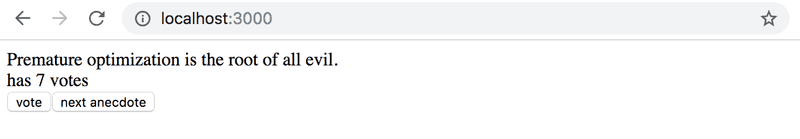 localhost:3000
Premature optimization is the root of all evil.
has 7 votes
vote next anecdote